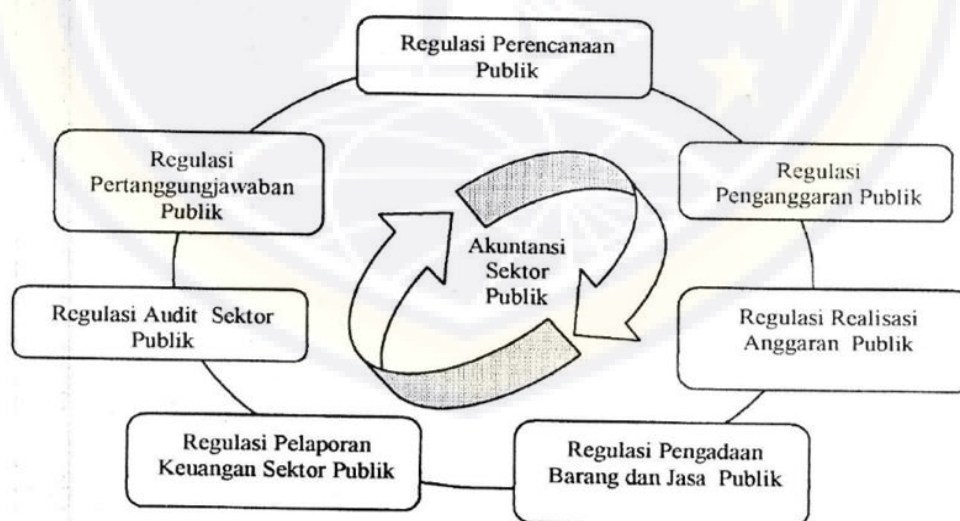 Regulasi Perencanaan
Publik
Regulasi
Penganggaran Publik
Regulasi Realisasi
Anggaran Publik
Regulasi Pengadaan
Barang dan Jasa Publik
Regulasi Pelaporan
Keuangan Sektor Publik
Regulasi Audit Sektor
Publik
Regulasi
Pertanggungjawaban
Publik
Akuntansi
Sektor
Publik